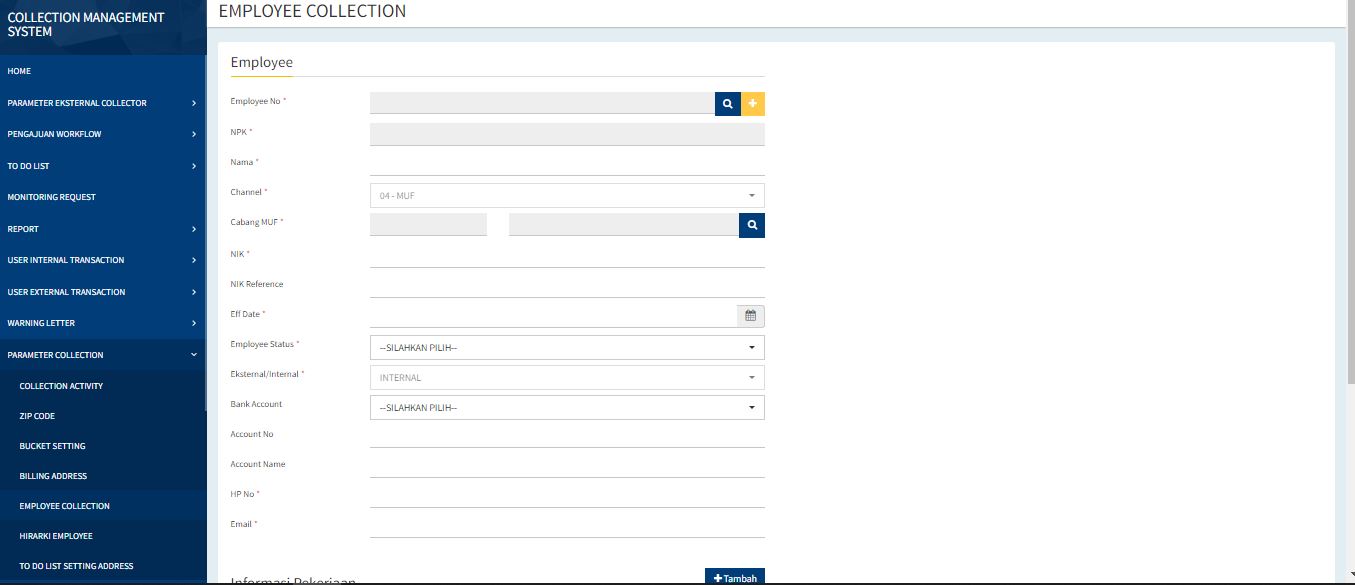 COLLECTION MANAGEMENT
SYSTEM
HOME
PARAMETER EKSTERNAL COLLECTOR
PENGAJUAN WORKFLOW
TO DO LIST
MONITORING REQUEST
REPORT
USER INTERNAL TRANSACTION
USER EXTERNAL TRANSACTION
WARNING LETTER
PARAMETER COLLECTION
COLLECTION ACTIVITY
ZIP CODE
BUCKET SETTING
BILLING ADDRESS
EMPLOYEE COLLECTION
HIRARKI EMPLOYEE
TO DO LIST SETTING ADDRESS
EMPLOYEE COLLECTION
Employee
Employee No *
NPK *
Nama *
Channel * 04 - MUF
Cabang MUF *
NIK *
NIK Reference
Eff Date *
Employee Status * --SILAHKAN PILIH--
Eksternal/Internal * INTERNAL
Bank Account --SILAHKAN PILIH--
Account No
Account Name
HP No *
Email *
Informasi Pekerjaan
+ Tambah